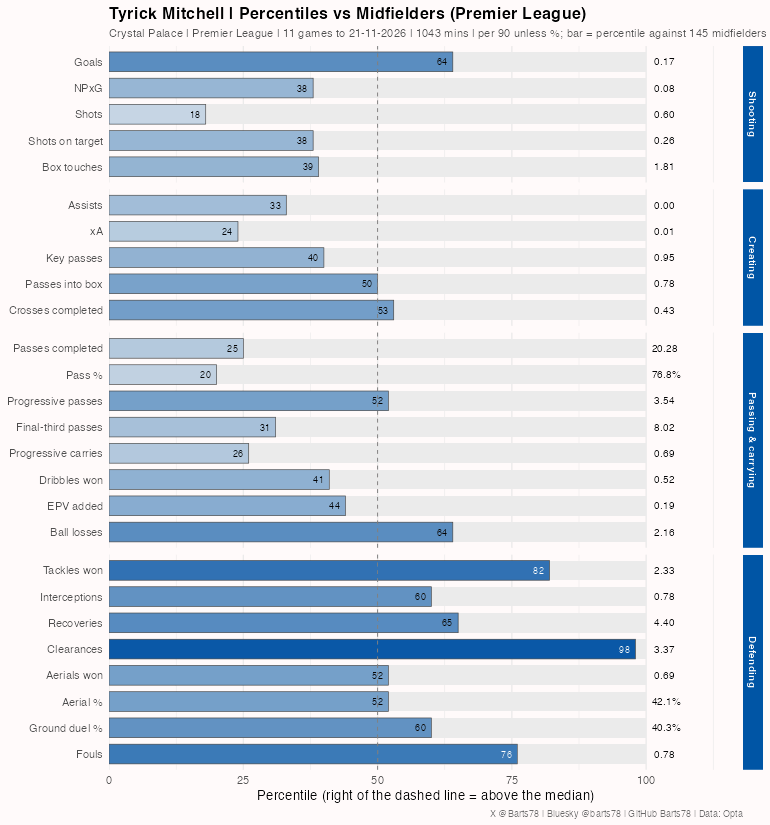 Tyrick Mitchell | Percentiles vs Midfielders (Premier League)
Crystal Palace | Premier League | 11 games to 21-11-2026 | 1043 mins | per 90 unless %; bar = percentile against 145 midfielders
Goals 64 0.17
NPxG 38 0.08
Shots 18 0.60
Shots on target 38 0.26
Box touches 39 1.81
Shooting
Assists 33 0.00
xA 24 0.01
Key passes 40 0.95
Passes into box 50 0.78
Crosses completed 53 0.43
Creating
Passes completed 25 20.28
Pass % 20 76.8%
Progressive passes 52 3.54
Final-third passes 31 8.02
Progressive carries 26 0.69
Dribbles won 41 0.52
EPV added 44 0.19
Ball losses 64 2.16
Passing & carrying
Tackles won 82 2.33
Interceptions 60 0.78
Recoveries 65 4.40
Clearances 98 3.37
Aerials won 52 0.69
Aerial % 52 42.1%
Ground duel % 60 40.3%
Fouls 76 0.78
Defending
0 25 50 75 100
Percentile (right of the dashed line = above the median)
X @Barts78 | Bluesky @barts78 | GitHub Barts78 | Data: Opta